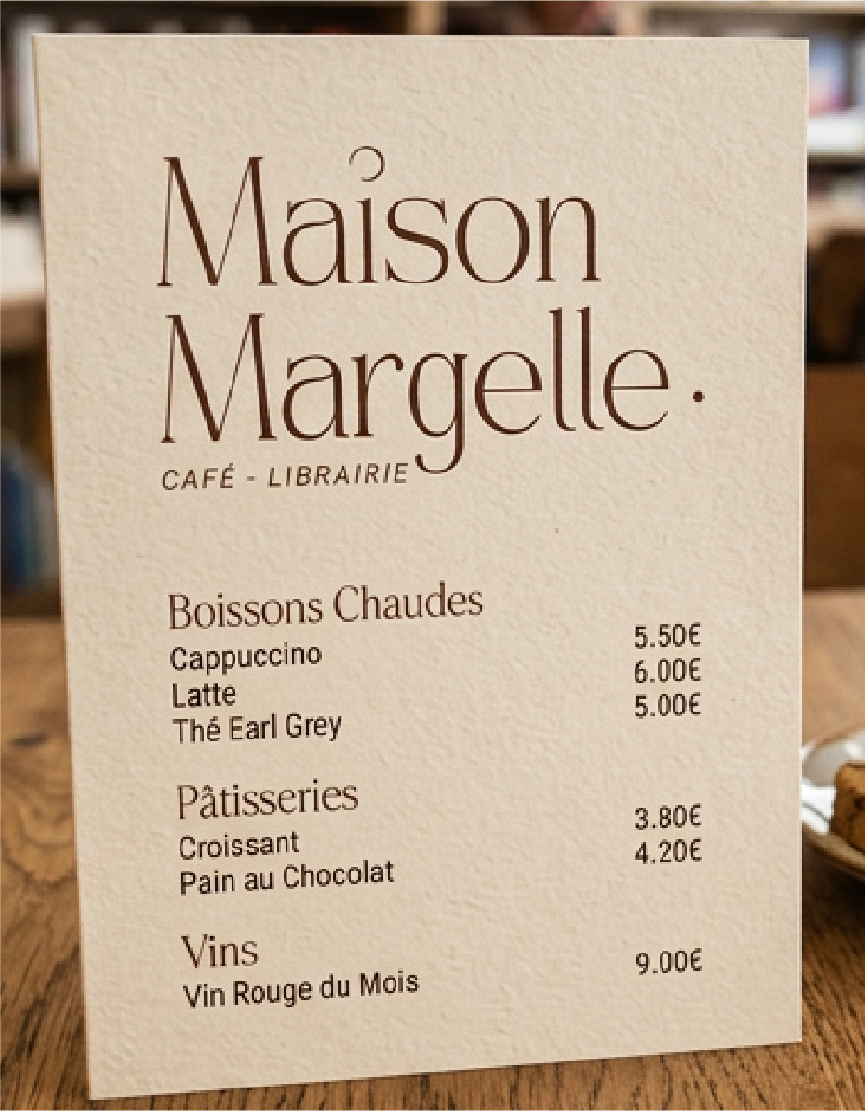 Maison
Margelle.
CAFÉ - LIBRAIRIE
Boissons Chaudes
Cappuccino 5.50€
Latte 6.00€
Thé Earl Grey 5.00€
Pâtisseries
Croissant 3.80€
Pain au Chocolat 4.20€
Vins
Vin Rouge du Mois 9.00€